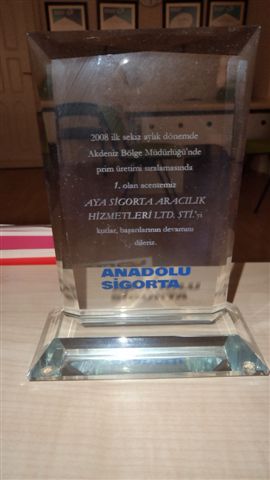 2008 ilk sekiz aylık dönemde
Akdeniz Bölge Müdürlüğü'nde
prim üretimi sıralamasında
1. olan acentemiz
AYA SİGORTA ARACILIK
HİZMETLERİ LTD. ŞTİ.'yi
kutlar, başarılarının devamını
dileriz.
ANADOLU
SİGORTA